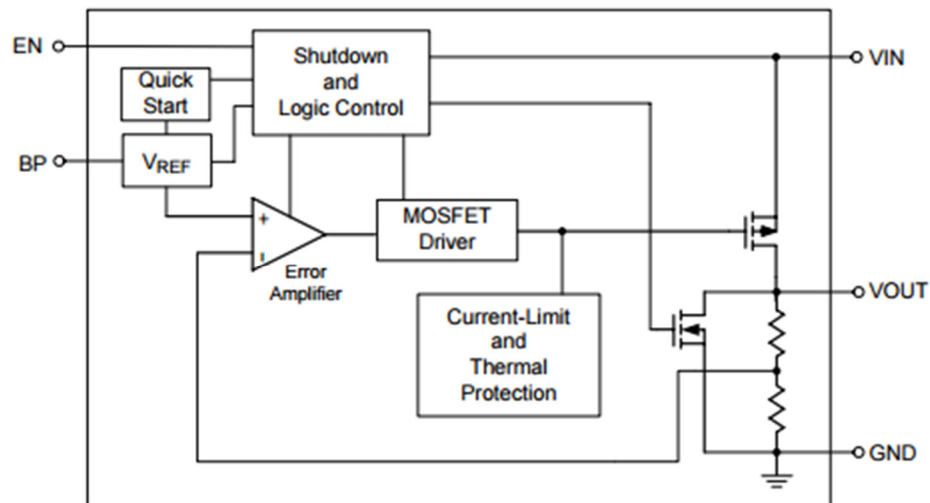 EN
Shutdown
and
Logic Control
VIN
Quick
Start
BP
VREF
+
-
Error
Amplifier
MOSFET
Driver
Current-Limit
and
Thermal
Protection
VOUT
GND